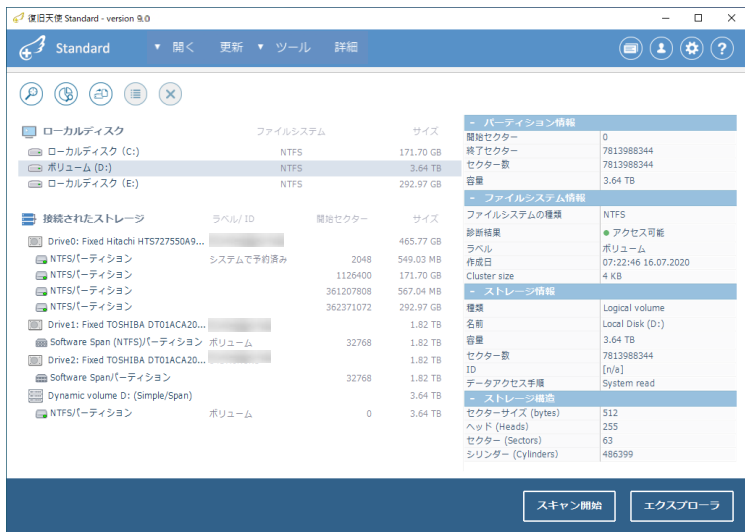 復旧天使 Standard - version 9.0
Standard ▼ 開く 更新 ▼ ツール 詳細
ローカルディスク ファイルシステム サイズ
ローカルディスク (C:) NTFS 171.70 GB
ボリューム (D:) NTFS 3.64 TB
ローカルディスク (E:) NTFS 292.97 GB
接続されたストレージ ラベル/ ID 開始セクター サイズ
Drive0: Fixed Hitachi HTS727550A9... 465.77 GB
NTFSパーティション システムで予約済み 2048 549.03 MB
NTFSパーティション 1126400 171.70 GB
NTFSパーティション 361207808 567.04 MB
NTFSパーティション 362371072 292.97 GB
Drive1: Fixed TOSHIBA DT01ACA20... 1.82 TB
Software Span (NTFS)パーティション ボリューム 32768 1.82 TB
Drive2: Fixed TOSHIBA DT01ACA20... 1.82 TB
Software Spanパーティション 32768 1.82 TB
Dynamic volume D: (Simple/Span) 3.64 TB
NTFSパーティション ボリューム 0 3.64 TB
- パーティション情報
開始セクター 0
終了セクター 7813988344
セクター数 7813988344
容量 3.64 TB
- ファイルシステム情報
ファイルシステムの種類 NTFS
診断結果 ● アクセス可能
ラベル ボリューム
作成日 07:22:46 16.07.2020
Cluster size 4 KB
- ストレージ情報
種類 Logical volume
名前 Local Disk (D:)
容量 3.64 TB
セクター数 7813988344
ID [n/a]
データアクセス手順 System read
- ストレージ構造
セクターサイズ (bytes) 512
ヘッド (Heads) 255
セクター (Sectors) 63
シリンダー (Cylinders) 486399
スキャン開始 エクスプローラ